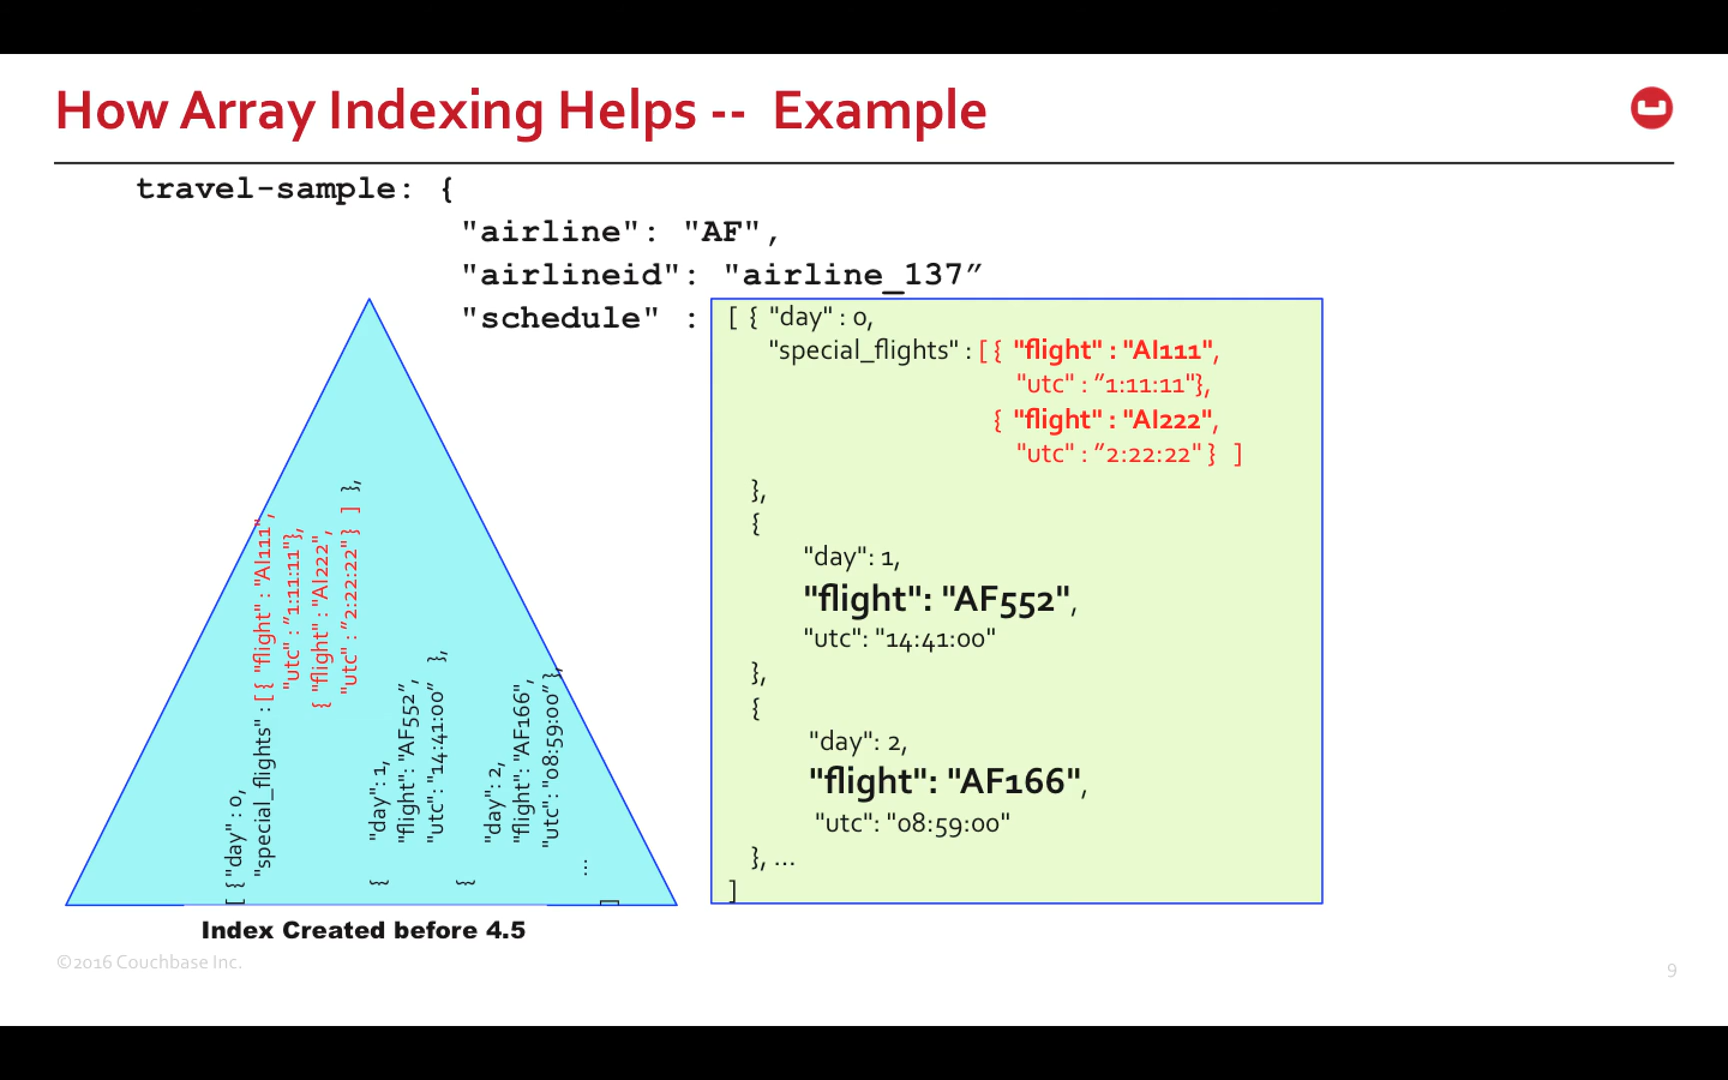 How Array Indexing Helps -- Example
travel-sample: {
"airline": "AF",
"airlineid": "airline_137”
"schedule" :
[ { "day" : 0,
"special_flights" : [ { "flight" : "AI111",
"utc" : ”1:11:11"},
{ "flight" : "AI222",
"utc" : ”2:22:22" } ]
},
{
"day": 1,
"flight": "AF552",
"utc": "14:41:00"
},
{
"day": 2,
"flight": "AF166",
"utc": "08:59:00"
}, ...
]
[ { "day" : 0,
"special_flights" : [ { "flight" : "AI111",
"utc" : ”1:11:11"},
{ "flight" : "AI222",
"utc" : ”2:22:22" } ] },
{
"day": 1,
"flight": "AF552”,
"utc": "14:41:00” },
{
"day": 2,
"flight": "AF166",
"utc": "08:59:00” },
...
]
Index Created before 4.5
©2016 Couchbase Inc.
9